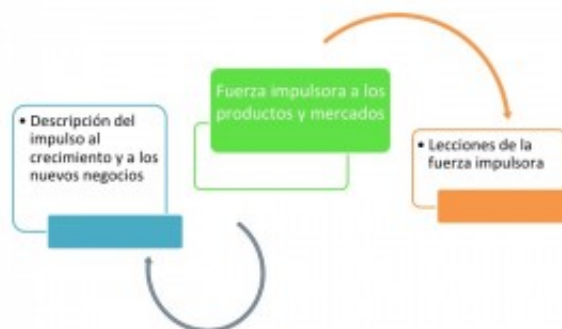 • Descripción del
impulso al
crecimiento y a los
nuevos negocios
Fuerza impulsora a los
productos y mercados
• Lecciones de la
fuerza impulsora